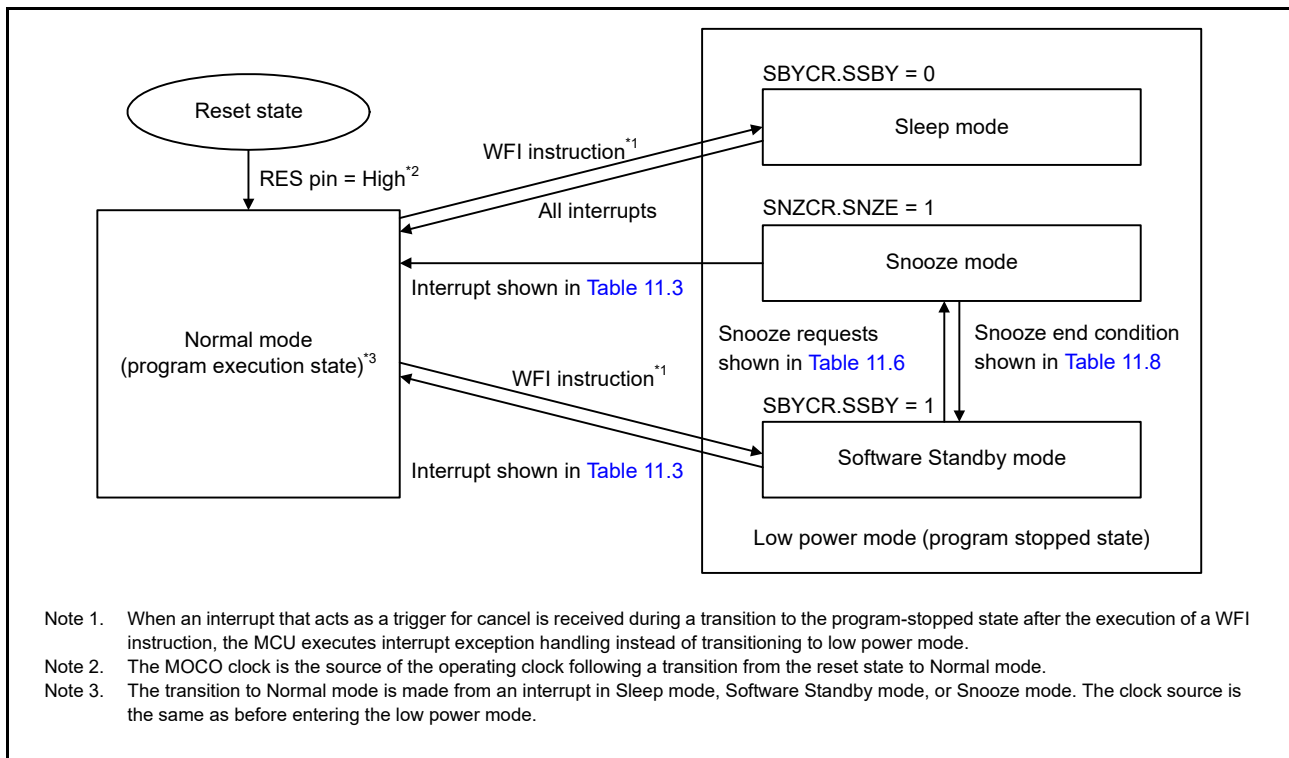 Reset state
RES pin = High*2
Normal mode
(program execution state)*3
WFI instruction*1
All interrupts
Interrupt shown in Table 11.3
WFI instruction*1
Interrupt shown in Table 11.3
SBYCR.SSBY = 0
Sleep mode
SNZCR.SNZE = 1
Snooze mode
Snooze requests
shown in Table 11.6
Snooze end condition
shown in Table 11.8
SBYCR.SSBY = 1
Software Standby mode
Low power mode (program stopped state)
Note 1. When an interrupt that acts as a trigger for cancel is received during a transition to the program-stopped state after the execution of a WFI
instruction, the MCU executes interrupt exception handling instead of transitioning to low power mode.
Note 2. The MOCO clock is the source of the operating clock following a transition from the reset state to Normal mode.
Note 3. The transition to Normal mode is made from an interrupt in Sleep mode, Software Standby mode, or Snooze mode. The clock source is
the same as before entering the low power mode.